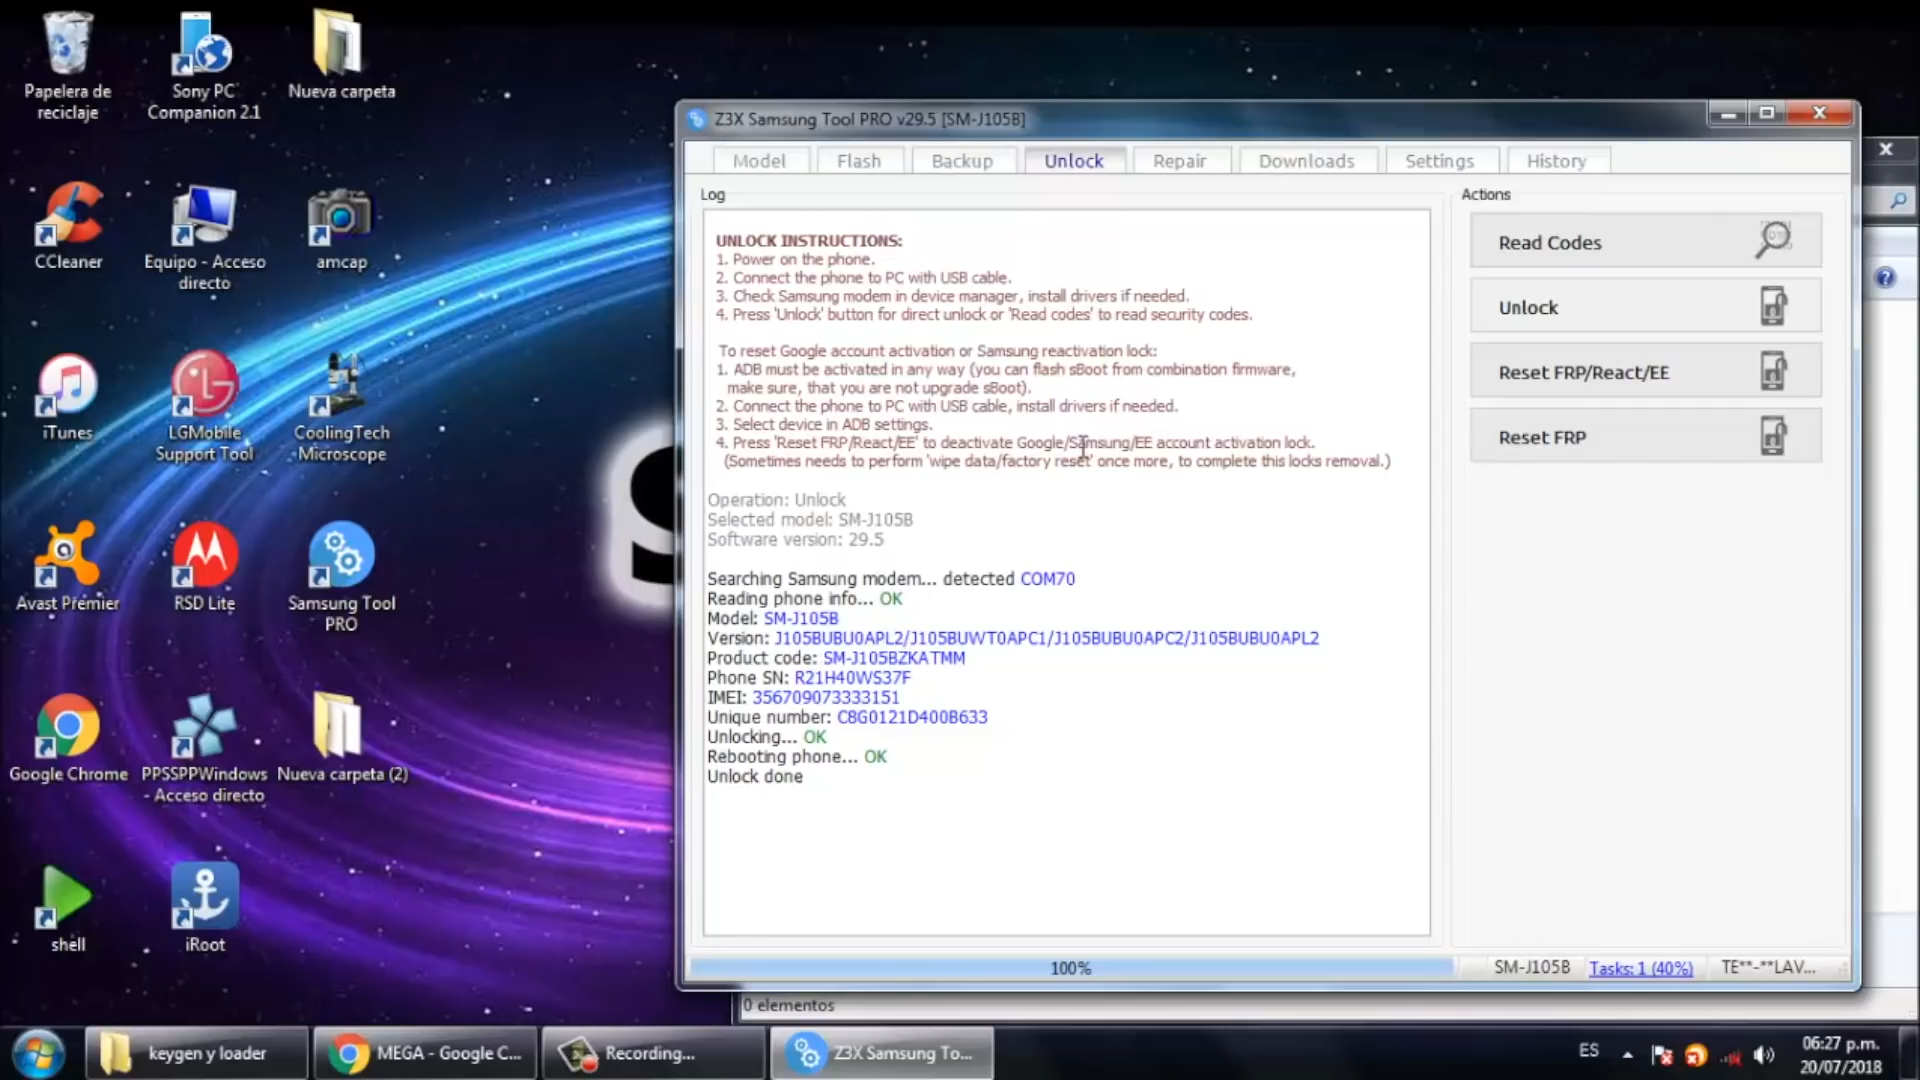 Papelera de
reciclaje
Sony PC
Companion 2.1
Nueva carpeta
CCleaner
Equipo - Acceso
directo
amcap
iTunes
LGMobile
Support Tool
CoolingTech
Microscope
Avast Premier
RSD Lite
Samsung Tool
PRO
Google Chrome
PPSSPPWindows
- Acceso directo
Nueva carpeta (2)
shell
iRoot
Z3X Samsung Tool PRO v29.5 [SM-J105B]
Model
Flash
Backup
Unlock
Repair
Downloads
Settings
History
Log
UNLOCK INSTRUCTIONS:
1. Power on the phone.
2. Connect the phone to PC with USB cable.
3. Check Samsung modem in device manager, install drivers if needed.
4. Press 'Unlock' button for direct unlock or 'Read codes' to read security codes.
To reset Google account activation or Samsung reactivation lock:
1. ADB must be activated in any way (you can flash sBoot from combination firmware,
make sure, that you are not upgrade sBoot).
2. Connect the phone to PC with USB cable, install drivers if needed.
3. Select device in ADB settings.
4. Press 'Reset FRP/React/EE' to deactivate Google/Samsung/EE account activation lock.
(Sometimes needs to perform 'wipe data/factory reset' once more, to complete this locks removal.)
Operation: Unlock
Selected model: SM-J105B
Software version: 29.5
Searching Samsung modem... detected COM70
Reading phone info... OK
Model: SM-J105B
Version: J105BUBU0APL2/J105BUWT0APC1/J105BUBU0APC2/J105BUBU0APL2
Product code: SM-J105BZKATMM
Phone SN: R21H40WS37F
IMEI: 356709073333151
Unique number: C8G0121D400B633
Unlocking... OK
Rebooting phone... OK
Unlock done
Actions
Read Codes
Unlock
Reset FRP/React/EE
Reset FRP
100%
SM-J105B
Tasks: 1 (40%)
TE**-**LAV...
0 elementos
keygen y loader
MEGA - Google C...
Recording...
Z3X Samsung To...
ES
06:27 p.m.
20/07/2018